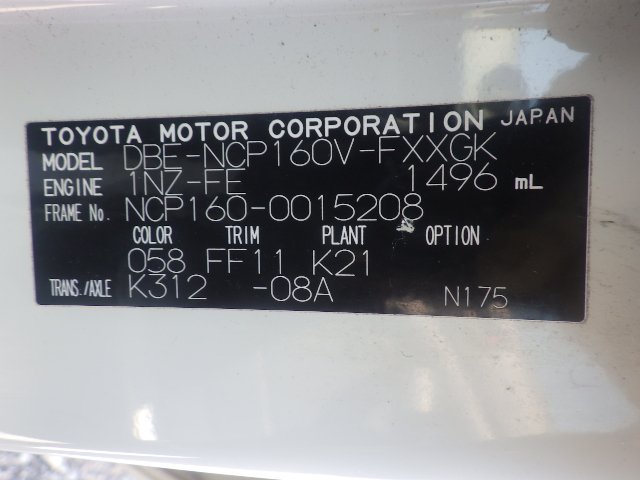 TOYOTA MOTOR CORPORATION JAPAN
MODEL DBE-NCP160V-FXXGK
ENGINE 1NZ-FE 1496 mL
FRAME No. NCP160-0015208
COLOR TRIM PLANT OPTION
058 FF11 K21
TRANS./AXLE K312 -08A N175